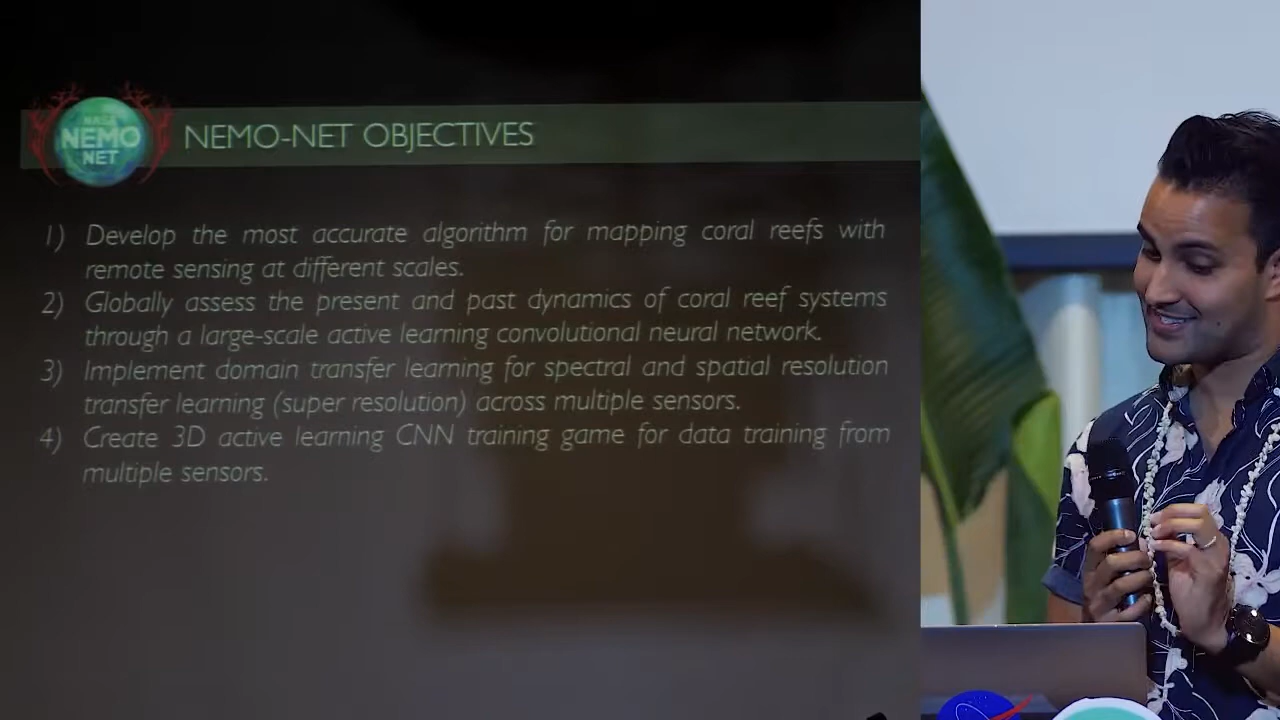 NASA
NEMO
NET
NEMO-NET OBJECTIVES
1) Develop the most accurate algorithm for mapping coral reefs with
remote sensing at different scales.
2) Globally assess the present and past dynamics of coral reef systems
through a large-scale active learning convolutional neural network.
3) Implement domain transfer learning for spectral and spatial resolution
transfer learning (super resolution) across multiple sensors.
4) Create 3D active learning CNN training game for data training from
multiple sensors.